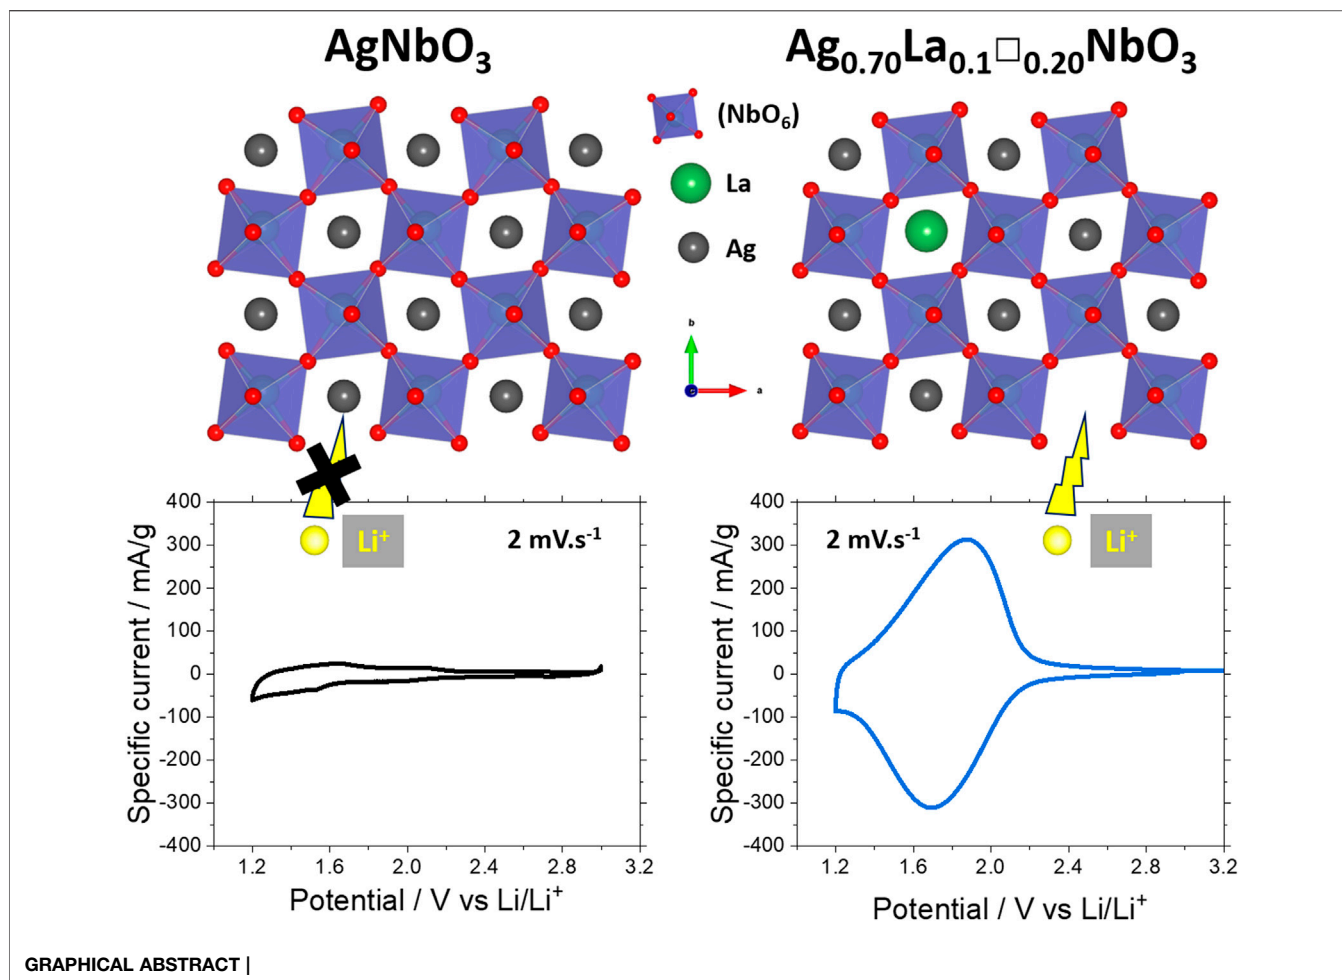 AgNbO₃
Ag₀.₇₀La₀.₁□₀.₂₀NbO₃
(NbO₆)
La
Ag
b
a
400
300
200
100
0
-100
-200
-300
-400
Specific current / mA/g
Li⁺
2 mV.s⁻¹
1.2 1.6 2.0 2.4 2.8 3.2
Potential / V vs Li/Li⁺
400
300
200
100
0
-100
-200
-300
-400
Specific current / mA/g
2 mV.s⁻¹
Li⁺
1.2 1.6 2.0 2.4 2.8 3.2
Potential / V vs Li/Li⁺
GRAPHICAL ABSTRACT |